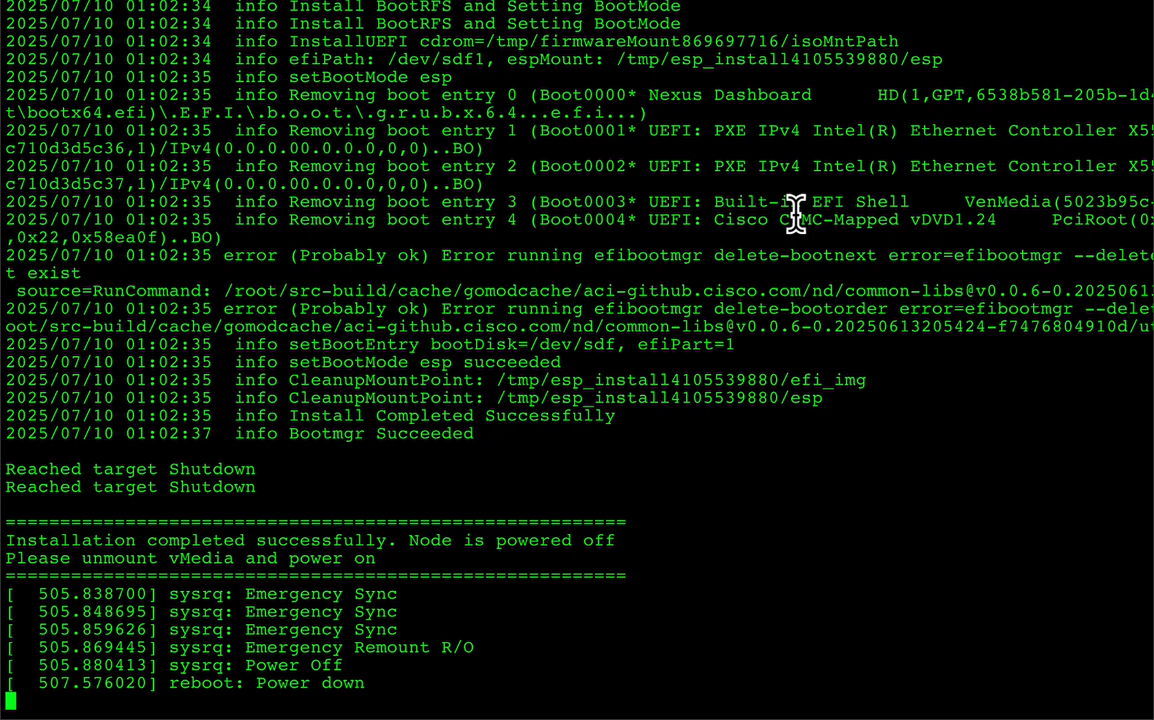 2025/07/10 01:02:34  info Install BootRFS and Setting BootMode
2025/07/10 01:02:34  info Install BootRFS and Setting BootMode
2025/07/10 01:02:34  info InstallUEFI cdrom=/tmp/firmwareMount869697716/isoMntPath
2025/07/10 01:02:34  info efiPath: /dev/sdf1, espMount: /tmp/esp_install4105539880/esp
2025/07/10 01:02:35  info setBootMode esp
2025/07/10 01:02:35  info Removing boot entry 0 (Boot0000* Nexus Dashboard      HD(1,GPT,6538b581-205b-1d4
t\bootx64.efi)\.E.F.I.\.b.o.o.t.\.g.r.u.b.x.6.4...e.f.i...)
2025/07/10 01:02:35  info Removing boot entry 1 (Boot0001* UEFI: PXE IPv4 Intel(R) Ethernet Controller X55
c710d3d5c36,1)/IPv4(0.0.0.00.0.0.0,0,0)..BO)
2025/07/10 01:02:35  info Removing boot entry 2 (Boot0002* UEFI: PXE IPv4 Intel(R) Ethernet Controller X55
c710d3d5c37,1)/IPv4(0.0.0.00.0.0.0,0,0)..BO)
2025/07/10 01:02:35  info Removing boot entry 3 (Boot0003* UEFI: Built-in EFI Shell     VenMedia(5023b95c-
2025/07/10 01:02:35  info Removing boot entry 4 (Boot0004* UEFI: Cisco CIMC-Mapped vDVD1.24     PciRoot(0x
,0x22,0x58ea0f)..BO)
2025/07/10 01:02:35 error (Probably ok) Error running efibootmgr delete-bootnext error=efibootmgr --delete
t exist
 source=RunCommand: /root/src-build/cache/gomodcache/aci-github.cisco.com/nd/common-libs@v0.0.6-0.2025061
2025/07/10 01:02:35 error (Probably ok) Error running efibootmgr delete-bootorder error=efibootmgr --delet
oot/src-build/cache/gomodcache/aci-github.cisco.com/nd/common-libs@v0.0.6-0.20250613205424-f7476804910d/ut
2025/07/10 01:02:35  info setBootEntry bootDisk=/dev/sdf, efiPart=1
2025/07/10 01:02:35  info setBootMode esp succeeded
2025/07/10 01:02:35  info CleanupMountPoint: /tmp/esp_install4105539880/efi_img
2025/07/10 01:02:35  info CleanupMountPoint: /tmp/esp_install4105539880/esp
2025/07/10 01:02:35  info Install Completed Successfully
2025/07/10 01:02:37  info Bootmgr Succeeded
Reached target Shutdown
Reached target Shutdown
=========================================================
Installation completed successfully. Node is powered off
Please unmount vMedia and power on
=========================================================
[  505.838700] sysrq: Emergency Sync
[  505.848695] sysrq: Emergency Sync
[  505.859626] sysrq: Emergency Sync
[  505.869445] sysrq: Emergency Remount R/O
[  505.880413] sysrq: Power Off
[  507.576020] reboot: Power down